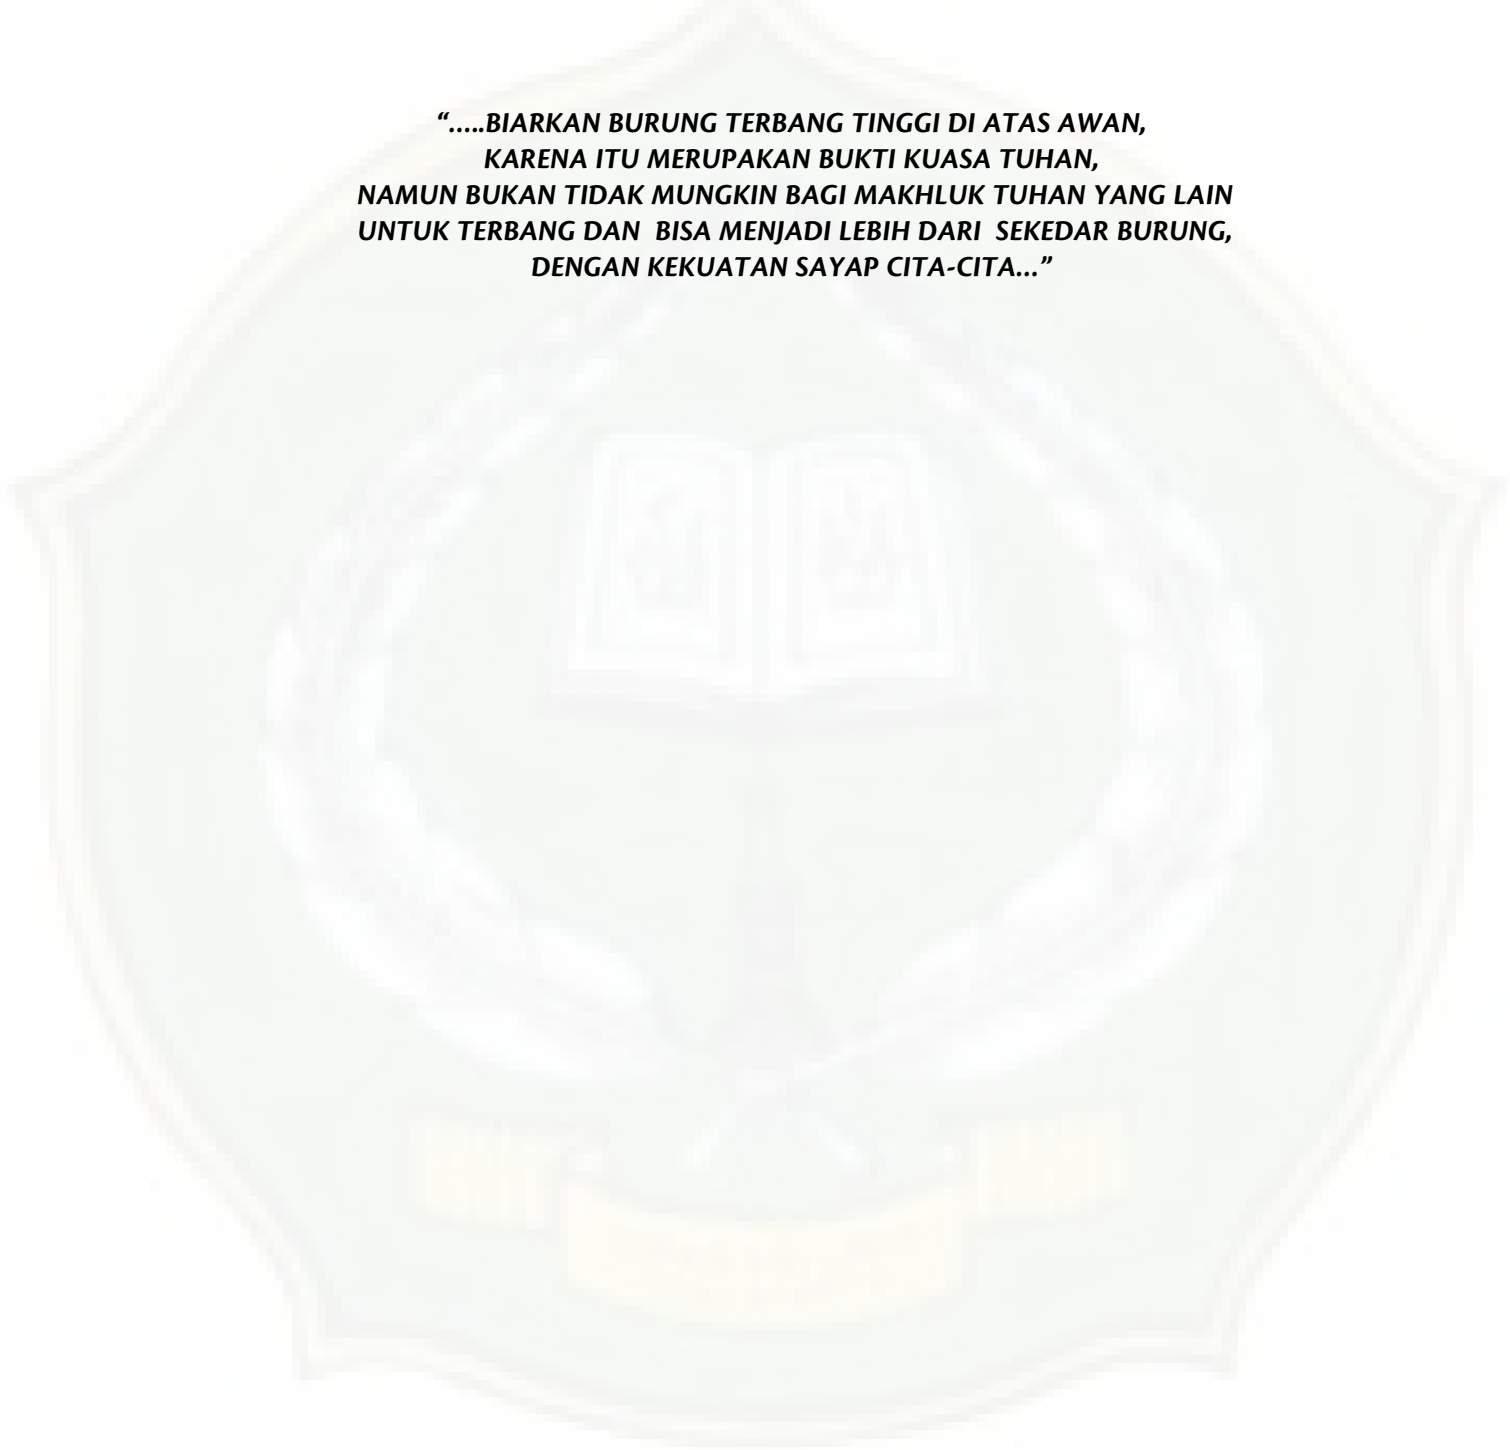 “.....BIARKAN BURUNG TERBANG TINGGI DI ATAS AWAN,
KARENA ITU MERUPAKAN BUKTI KUASA TUHAN,
NAMUN BUKAN TIDAK MUNGKIN BAGI MAKHLUK TUHAN YANG LAIN
UNTUK TERBANG DAN  BISA MENJADI LEBIH DARI  SEKEDAR BURUNG,
DENGAN KEKUATAN SAYAP CITA-CITA...”